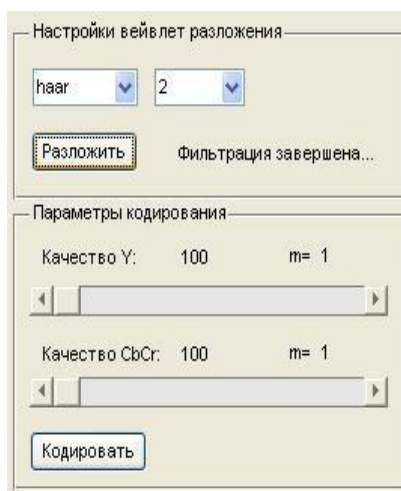 Настройки вейвлет разложения
haar 2
Разложить Фильтрация завершена...
Параметры кодирования
Качество Y: 100 m= 1
Качество CbCr: 100 m= 1
Кодировать